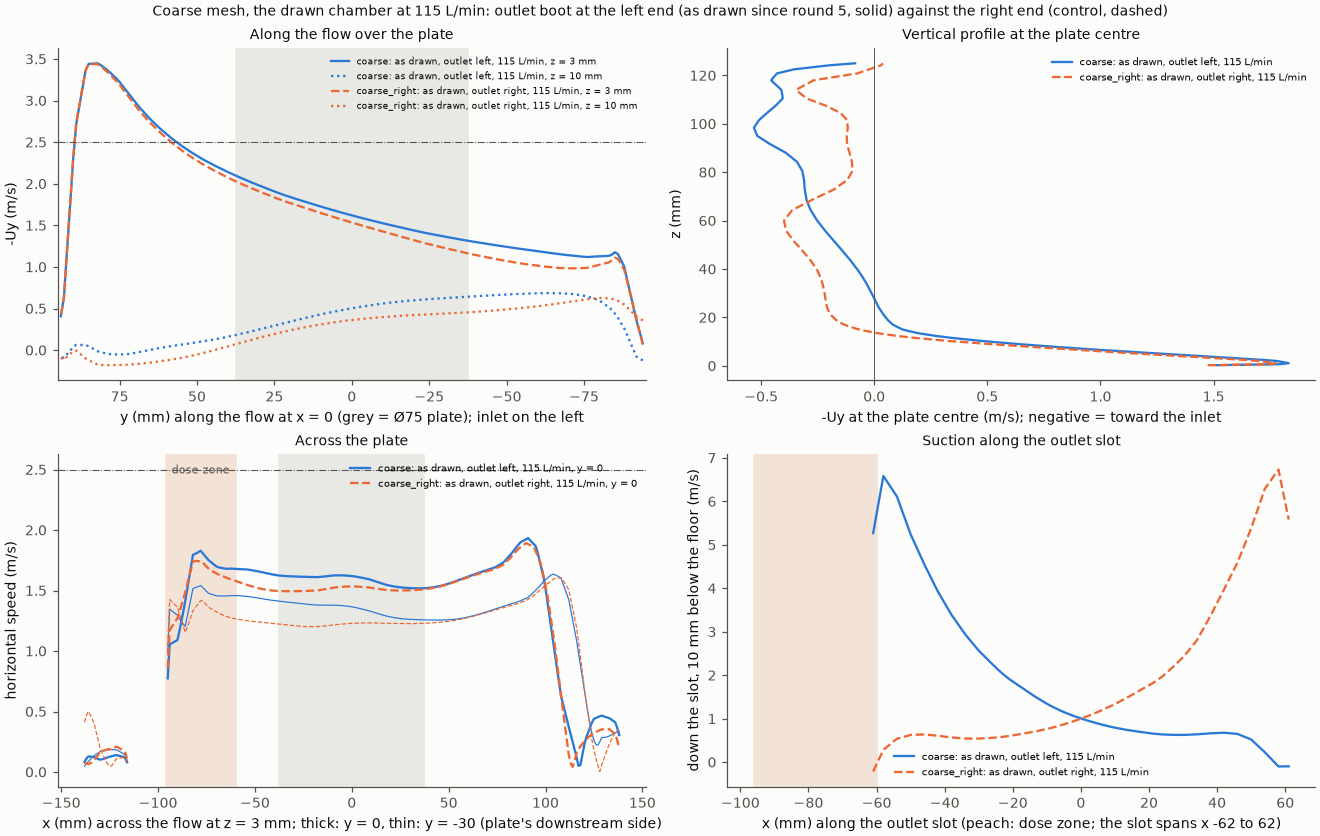 Coarse mesh, the drawn chamber at 115 L/min: outlet boot at the left end (as drawn since round 5, solid) against the right end (control, dashed)
Along the flow over the plate
-Uy (m/s)
3.5
3.0
2.5
2.0
1.5
1.0
0.5
0.0
coarse: as drawn, outlet left, 115 L/min, z = 3 mm
coarse: as drawn, outlet left, 115 L/min, z = 10 mm
coarse_right: as drawn, outlet right, 115 L/min, z = 3 mm
coarse_right: as drawn, outlet right, 115 L/min, z = 10 mm
75 50 25 0 −25 −50 −75
y (mm) along the flow at x = 0 (grey = Ø75 plate); inlet on the left
Vertical profile at the plate centre
z (mm)
120
100
80
60
40
20
0
coarse: as drawn, outlet left, 115 L/min
coarse_right: as drawn, outlet right, 115 L/min
−0.5 0.0 0.5 1.0 1.5
-Uy at the plate centre (m/s); negative = toward the inlet
Across the plate
horizontal speed (m/s)
2.5
2.0
1.5
1.0
0.5
0.0
dose zone
coarse: as drawn, outlet left, 115 L/min, y = 0
coarse_right: as drawn, outlet right, 115 L/min, y = 0
−150 −100 −50 0 50 100 150
x (mm) across the flow at z = 3 mm; thick: y = 0, thin: y = -30 (plate's downstream side)
Suction along the outlet slot
down the slot, 10 mm below the floor (m/s)
7
6
5
4
3
2
1
0
coarse: as drawn, outlet left, 115 L/min
coarse_right: as drawn, outlet right, 115 L/min
−100 −80 −60 −40 −20 0 20 40 60
x (mm) along the outlet slot (peach: dose zone; the slot spans x -62 to 62)